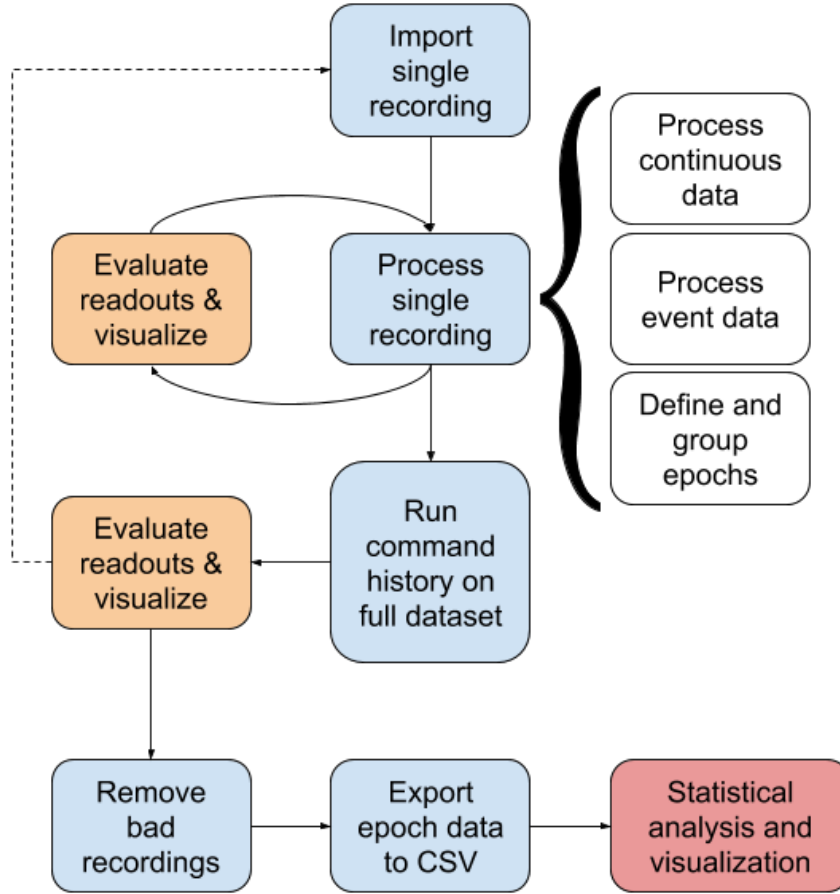 Import
single
recording
Process
continuous
data
Evaluate
readouts &
visualize
Process
single
recording
Process
event data
Define and
group
epochs
Evaluate
readouts &
visualize
Run
command
history on
full dataset
Remove
bad
recordings
Export
epoch data
to CSV
Statistical
analysis and
visualization